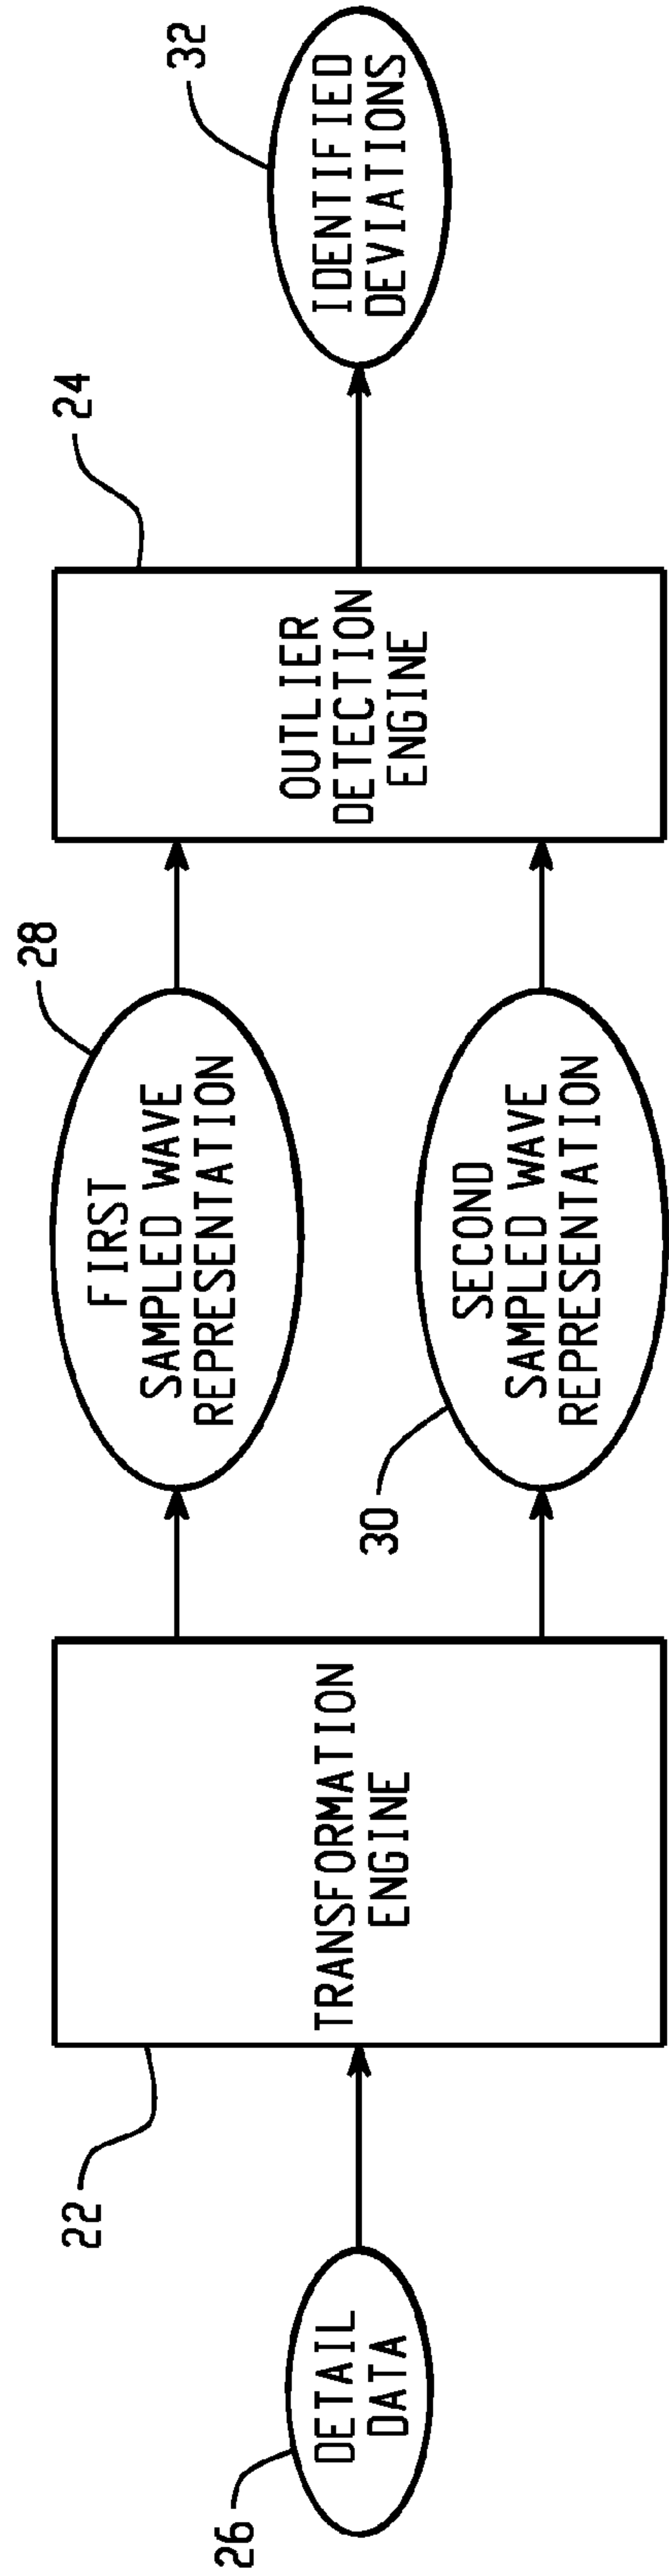 26
DETAIL
DATA
22
TRANSFORMATION
ENGINE
28
FIRST
SAMPLED WAVE
REPRESENTATION
30
SECOND
SAMPLED WAVE
REPRESENTATION
24
OUTLIER
DETECTION
ENGINE
32
IDENTIFIED
DEVIATIONS